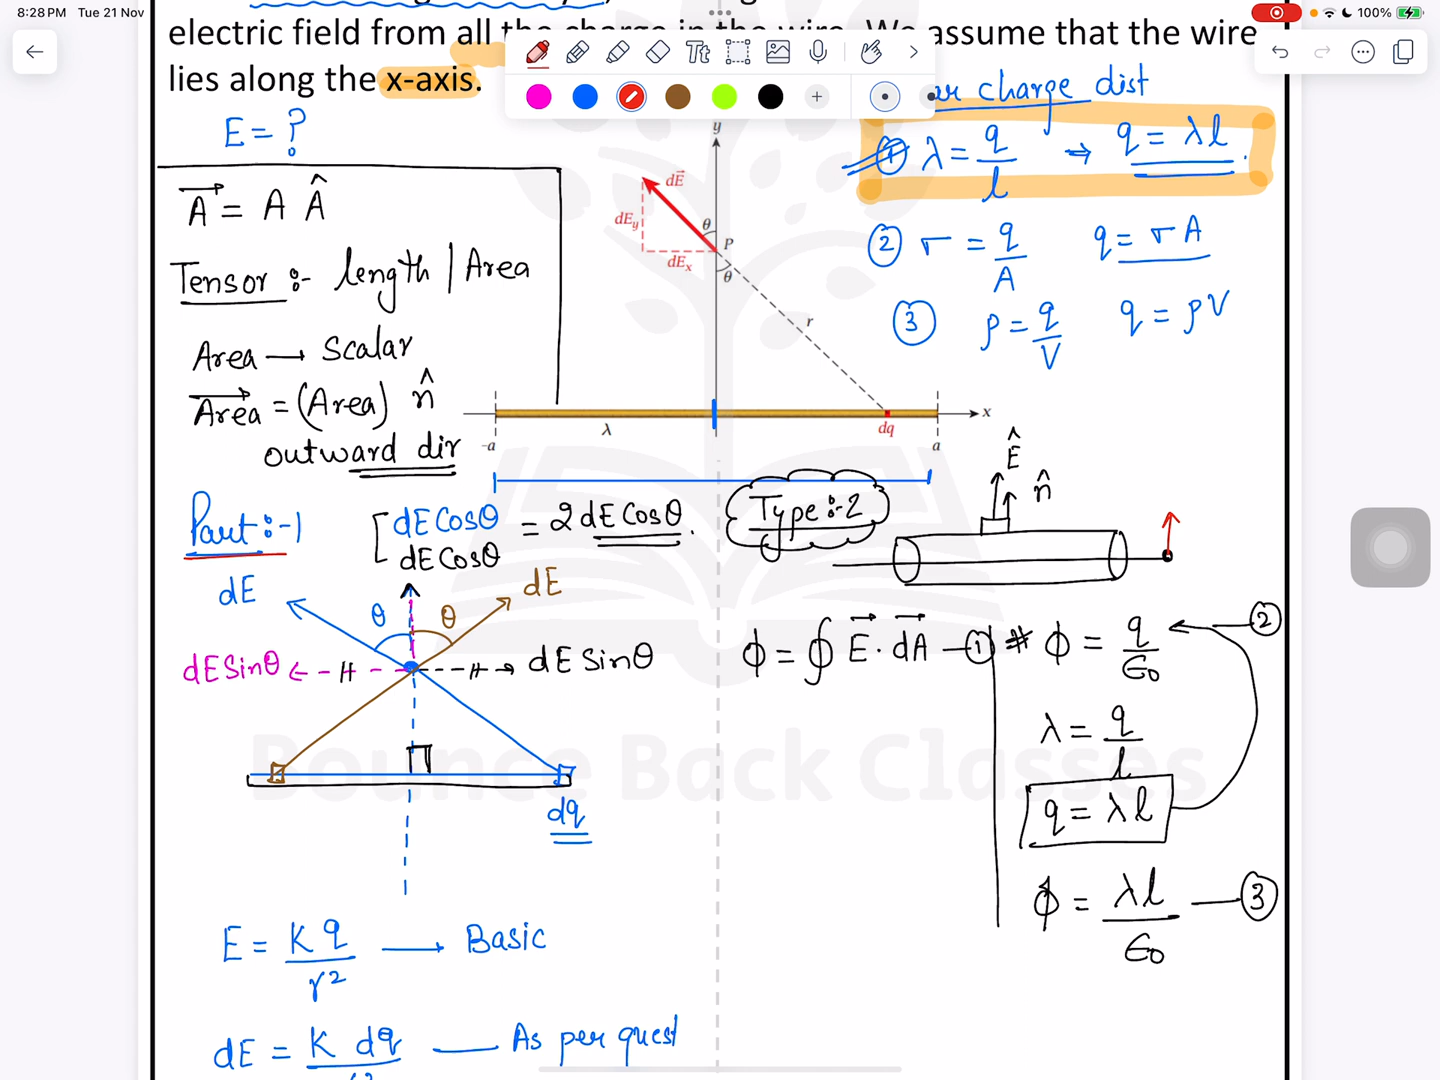 8:28 PM Tue 21 Nov
100%
electric field from all the charge in the wire. We assume that the wire
lies along the x-axis.
Tt
E = ?
ar charge dist
① λ = q/l → q = λl.
② σ = q/A q = σA
③ ρ = q/V q = ρV
A⃗ = A Â
Tensor :- length | Area
Area → Scalar
Area⃗ = (Area) n̂
outward dir
y
dE⃗
dEy
θ
P
dEx
θ
r
x
λ
dq
-a
a
Part :-1
[dE Cosθ = 2dE Cosθ.
dE Cosθ
dE
θ
θ
dE
dE Sinθ
dE Sinθ
dq
E = Kq/r² → Basic
dE = K dq — As per quest
Type :-2
Ê
n̂
ϕ = ∮ E⃗ · dA⃗ — ①
# ϕ = q/ε₀ ← ②
λ = q/l
q = λl
ϕ = λl/ε₀ — ③
Bounce Back Classes